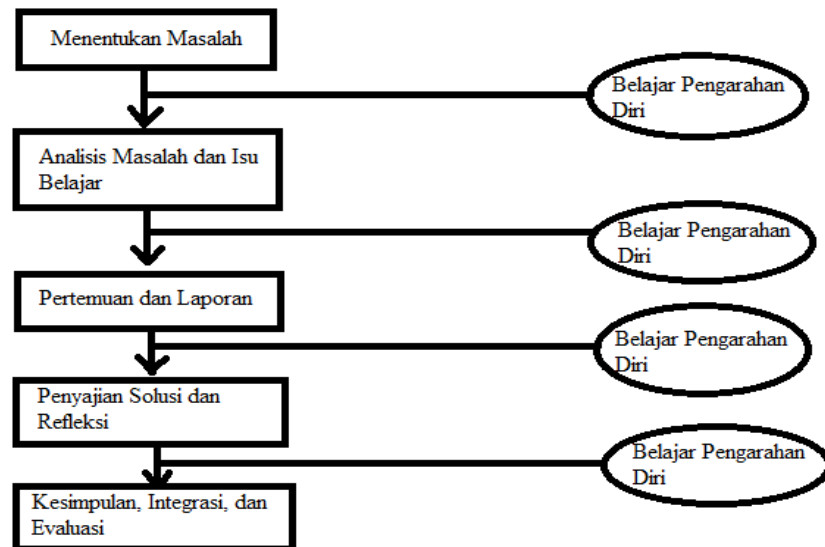 Menentukan Masalah
Belajar Pengarahan
Diri
Analisis Masalah dan Isu
Belajar
Belajar Pengarahan
Diri
Pertemuan dan Laporan
Belajar Pengarahan
Diri
Penyajian Solusi dan
Refleksi
Belajar Pengarahan
Diri
Kesimpulan, Integrasi, dan
Evaluasi